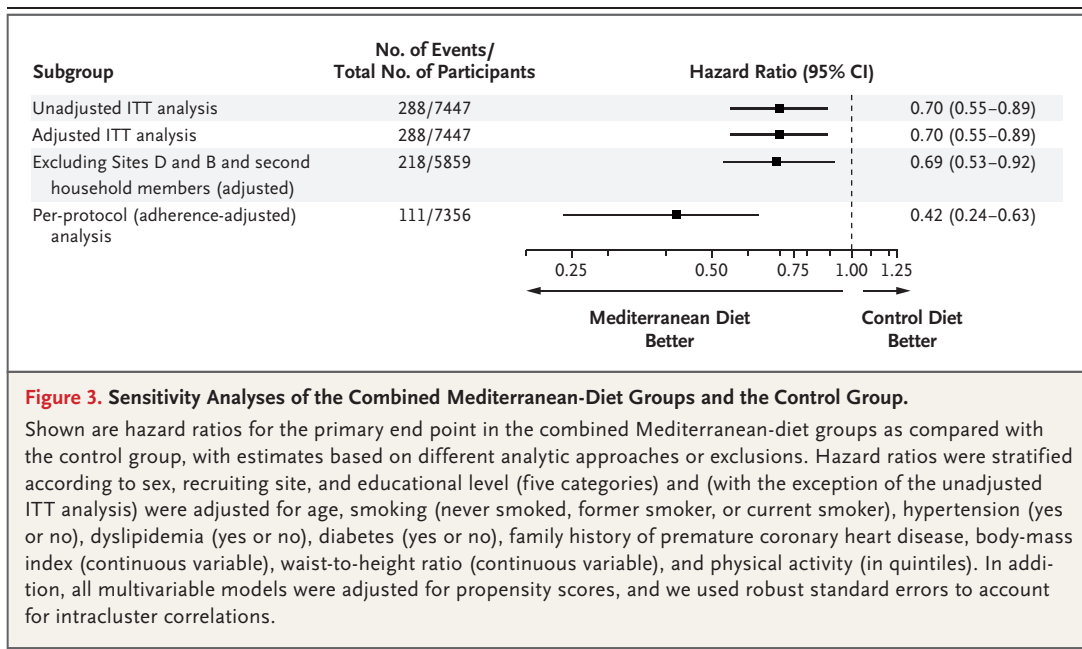 No. of Events/
Subgroup Total No. of Participants Hazard Ratio (95% CI)
Unadjusted ITT analysis 288/7447 0.70 (0.55–0.89)
Adjusted ITT analysis 288/7447 0.70 (0.55–0.89)
Excluding Sites D and B and second 218/5859 0.69 (0.53–0.92)
household members (adjusted)
Per-protocol (adherence-adjusted) 111/7356 0.42 (0.24–0.63)
analysis
0.25 0.50 0.75 1.00 1.25
Mediterranean Diet Control Diet
Better Better
Figure 3. Sensitivity Analyses of the Combined Mediterranean-Diet Groups and the Control Group.
Shown are hazard ratios for the primary end point in the combined Mediterranean-diet groups as compared with
the control group, with estimates based on different analytic approaches or exclusions. Hazard ratios were stratified
according to sex, recruiting site, and educational level (five categories) and (with the exception of the unadjusted
ITT analysis) were adjusted for age, smoking (never smoked, former smoker, or current smoker), hypertension (yes
or no), dyslipidemia (yes or no), diabetes (yes or no), family history of premature coronary heart disease, body-mass
index (continuous variable), waist-to-height ratio (continuous variable), and physical activity (in quintiles). In addi-
tion, all multivariable models were adjusted for propensity scores, and we used robust standard errors to account
for intracluster correlations.